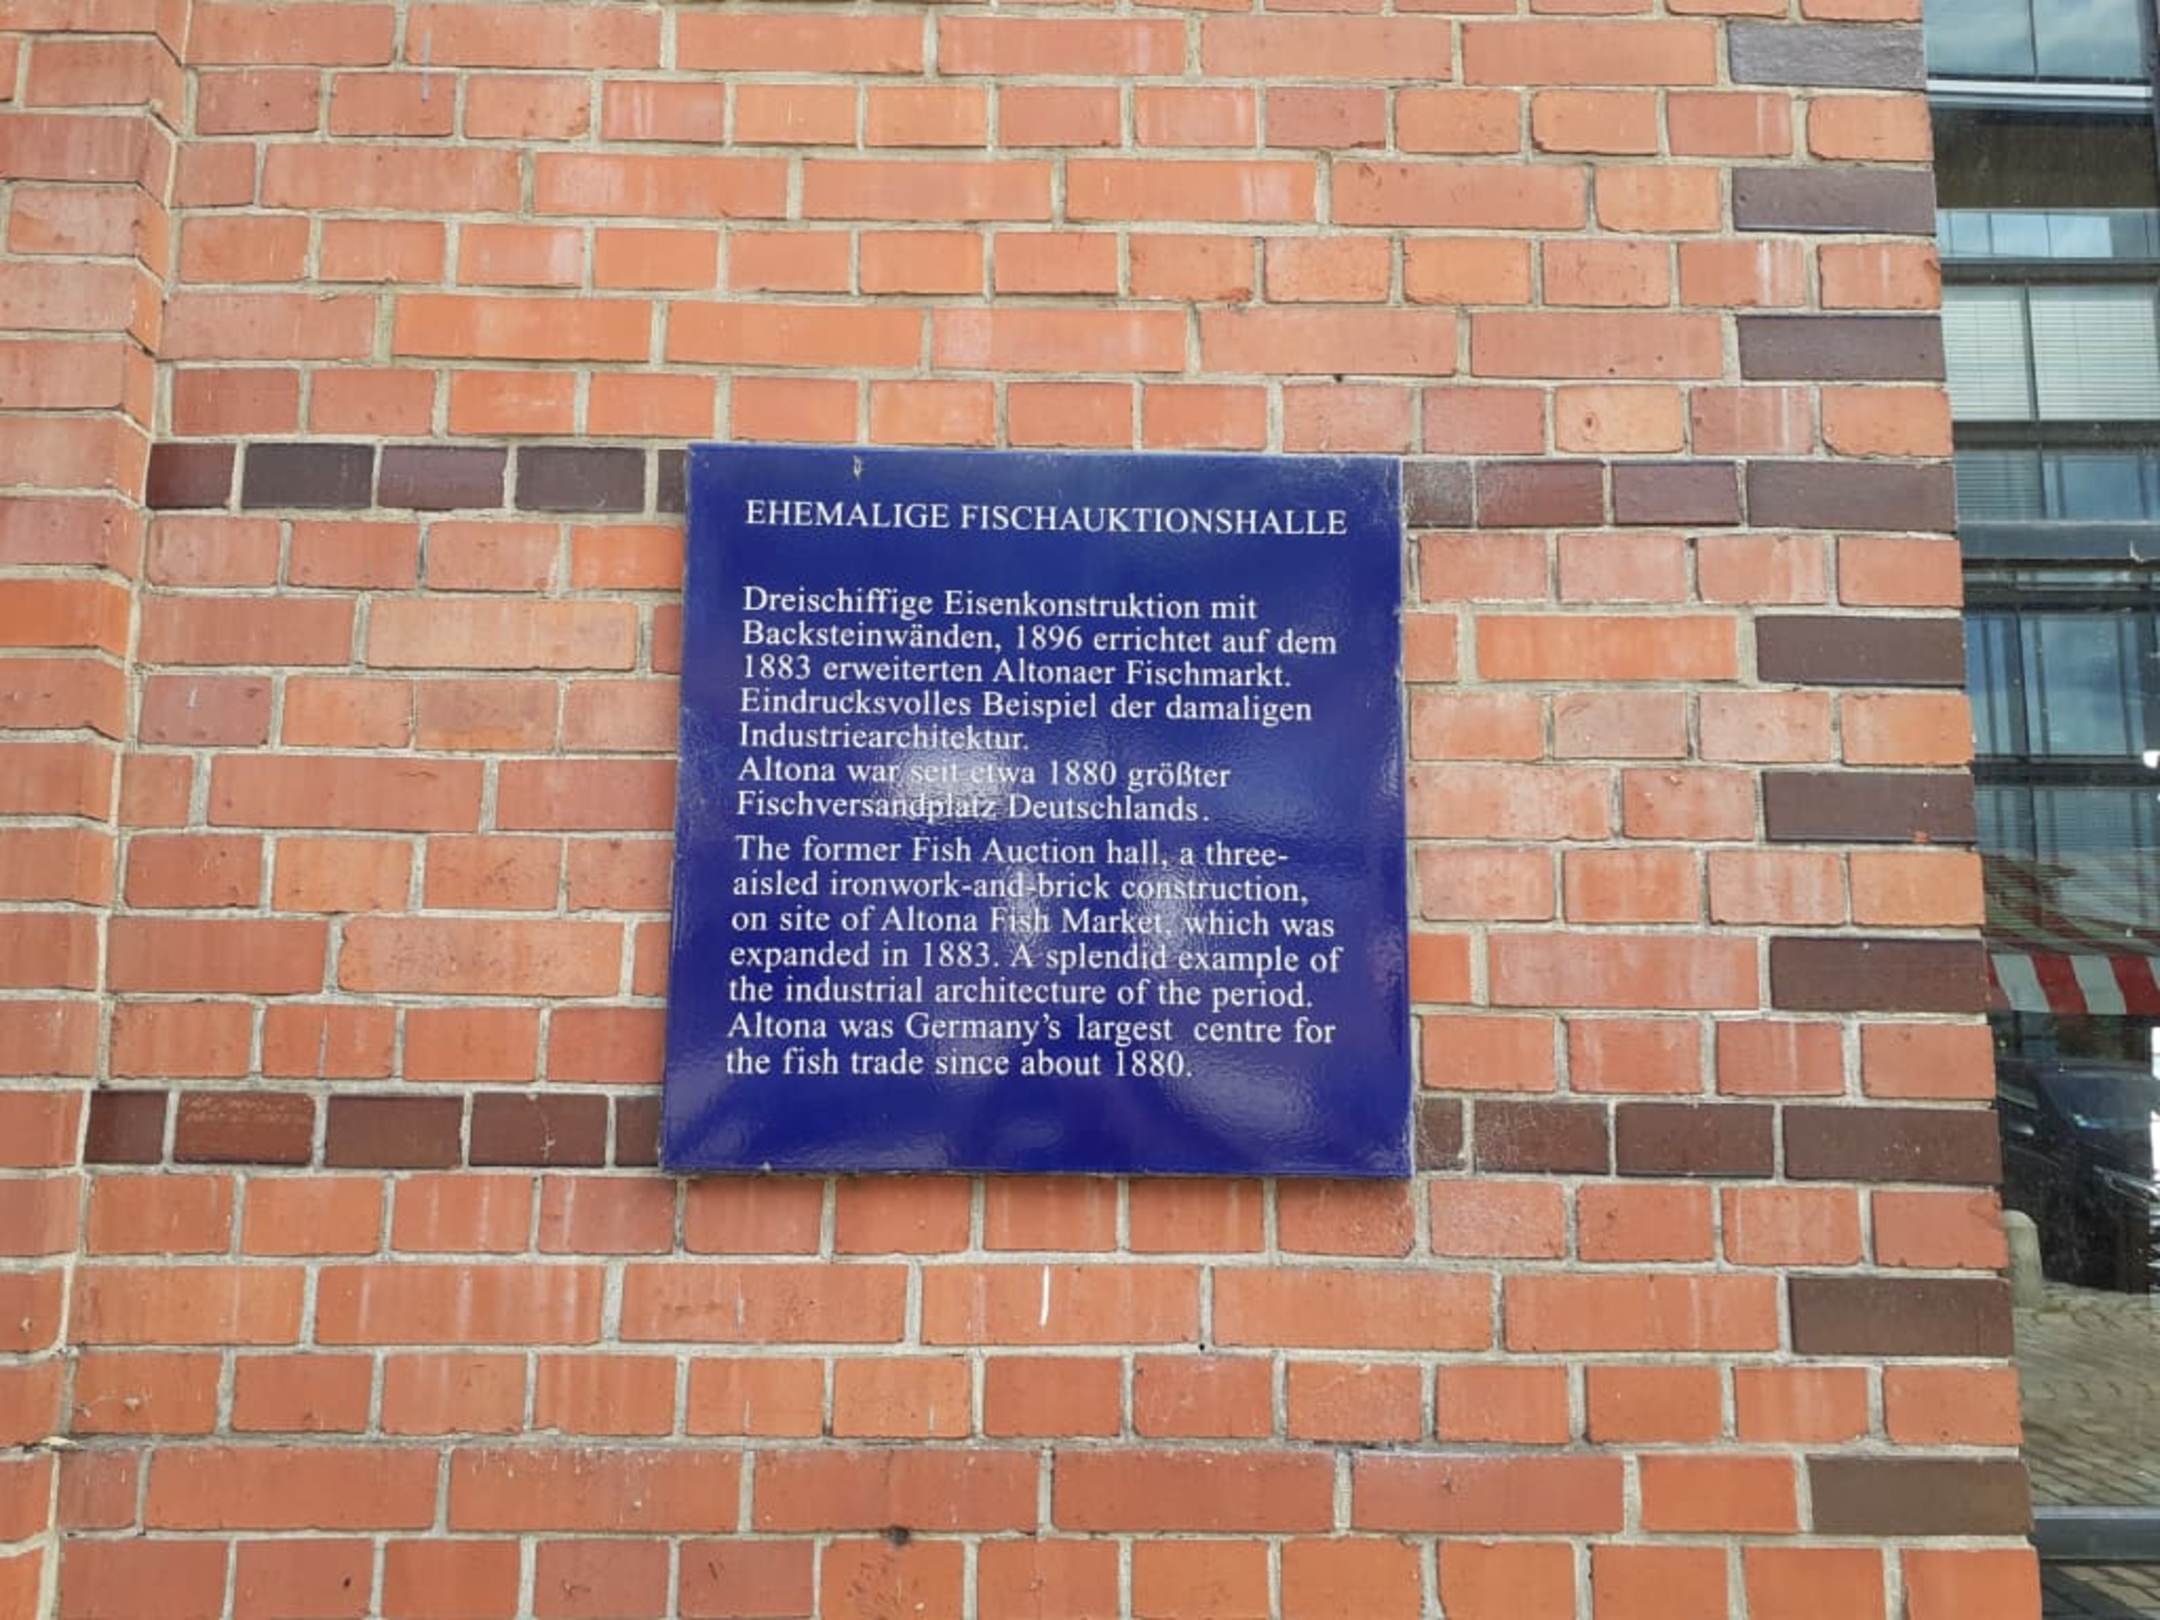 EHEMALIGE FISCHAUKTIONSHALLE
Dreischiffige Eisenkonstruktion mit
Backsteinwänden, 1896 errichtet auf dem
1883 erweiterten Altonaer Fischmarkt.
Eindrucksvolles Beispiel der damaligen
Industriearchitektur.
Altona war seit etwa 1880 größter
Fischversandplatz Deutschlands.
The former Fish Auction hall, a three-
aisled ironwork-and-brick construction,
on site of Altona Fish Market, which was
expanded in 1883. A splendid example of
the industrial architecture of the period.
Altona was Germany's largest centre for
the fish trade since about 1880.